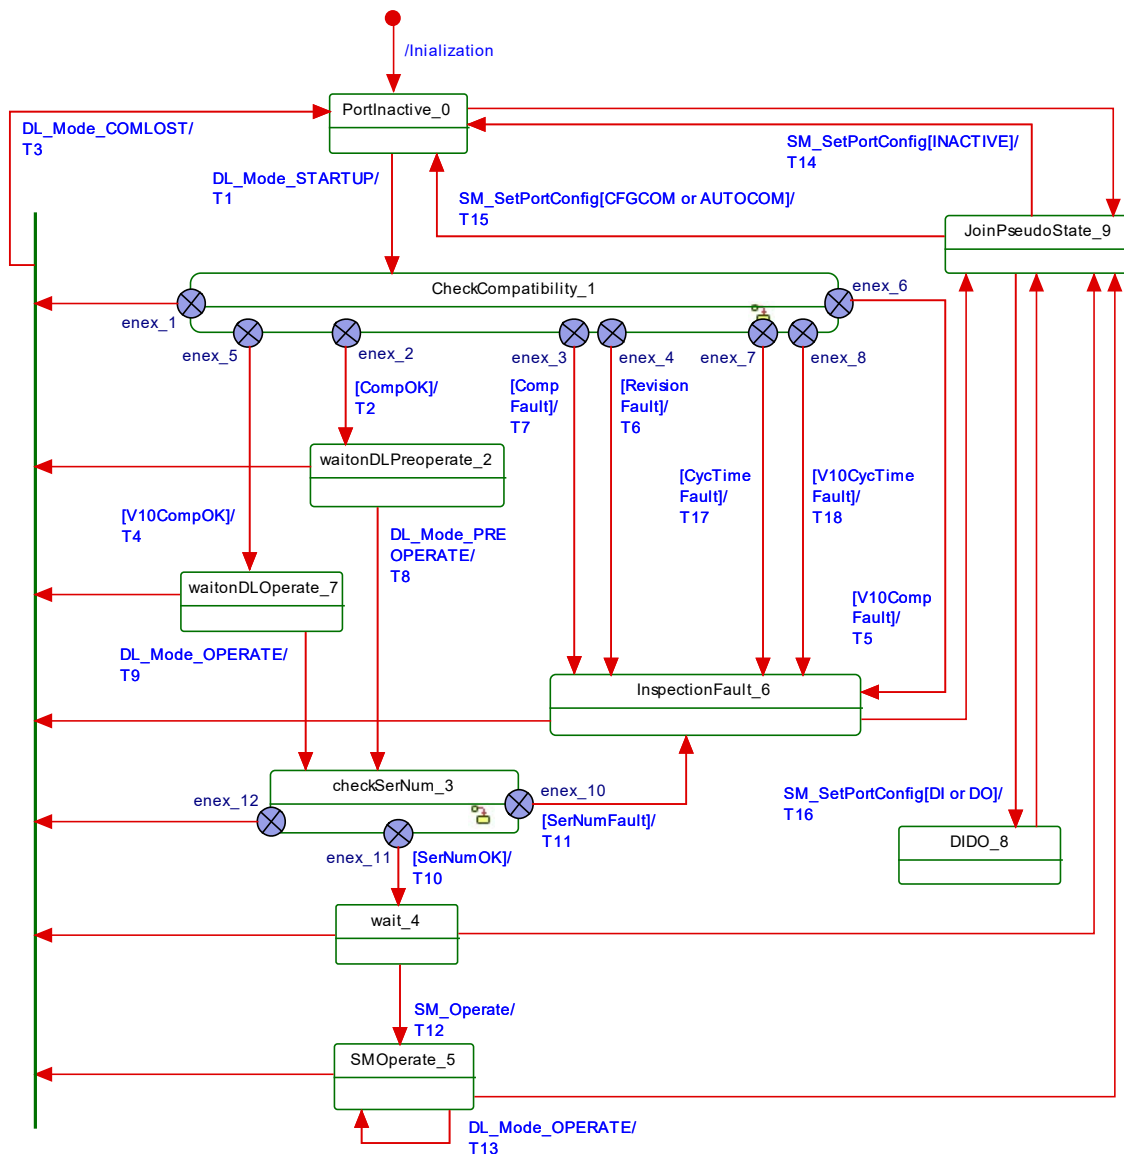 /Inialization
PortInactive_0
DL_Mode_COMLOST/
T3
SM_SetPortConfig[INACTIVE]/
T14
DL_Mode_STARTUP/
T1
SM_SetPortConfig[CFGCOM or AUTOCOM]/
T15
JoinPseudoState_9
CheckCompatibility_1
enex_6
enex_1
enex_5
enex_2
enex_3
enex_4
enex_7
enex_8
[CompOK]/
T2
[Comp
Fault]/
T7
[Revision
Fault]/
T6
waitonDLPreoperate_2
[CycTime
Fault]/
T17
[V10CycTime
Fault]/
T18
[V10CompOK]/
T4
DL_Mode_PRE
OPERATE/
T8
waitonDLOperate_7
[V10Comp
Fault]/
T5
DL_Mode_OPERATE/
T9
InspectionFault_6
checkSerNum_3
enex_12
enex_10
[SerNumFault]/
T11
SM_SetPortConfig[DI or DO]/
T16
DIDO_8
enex_11
[SerNumOK]/
T10
wait_4
SM_Operate/
T12
SMOperate_5
DL_Mode_OPERATE/
T13